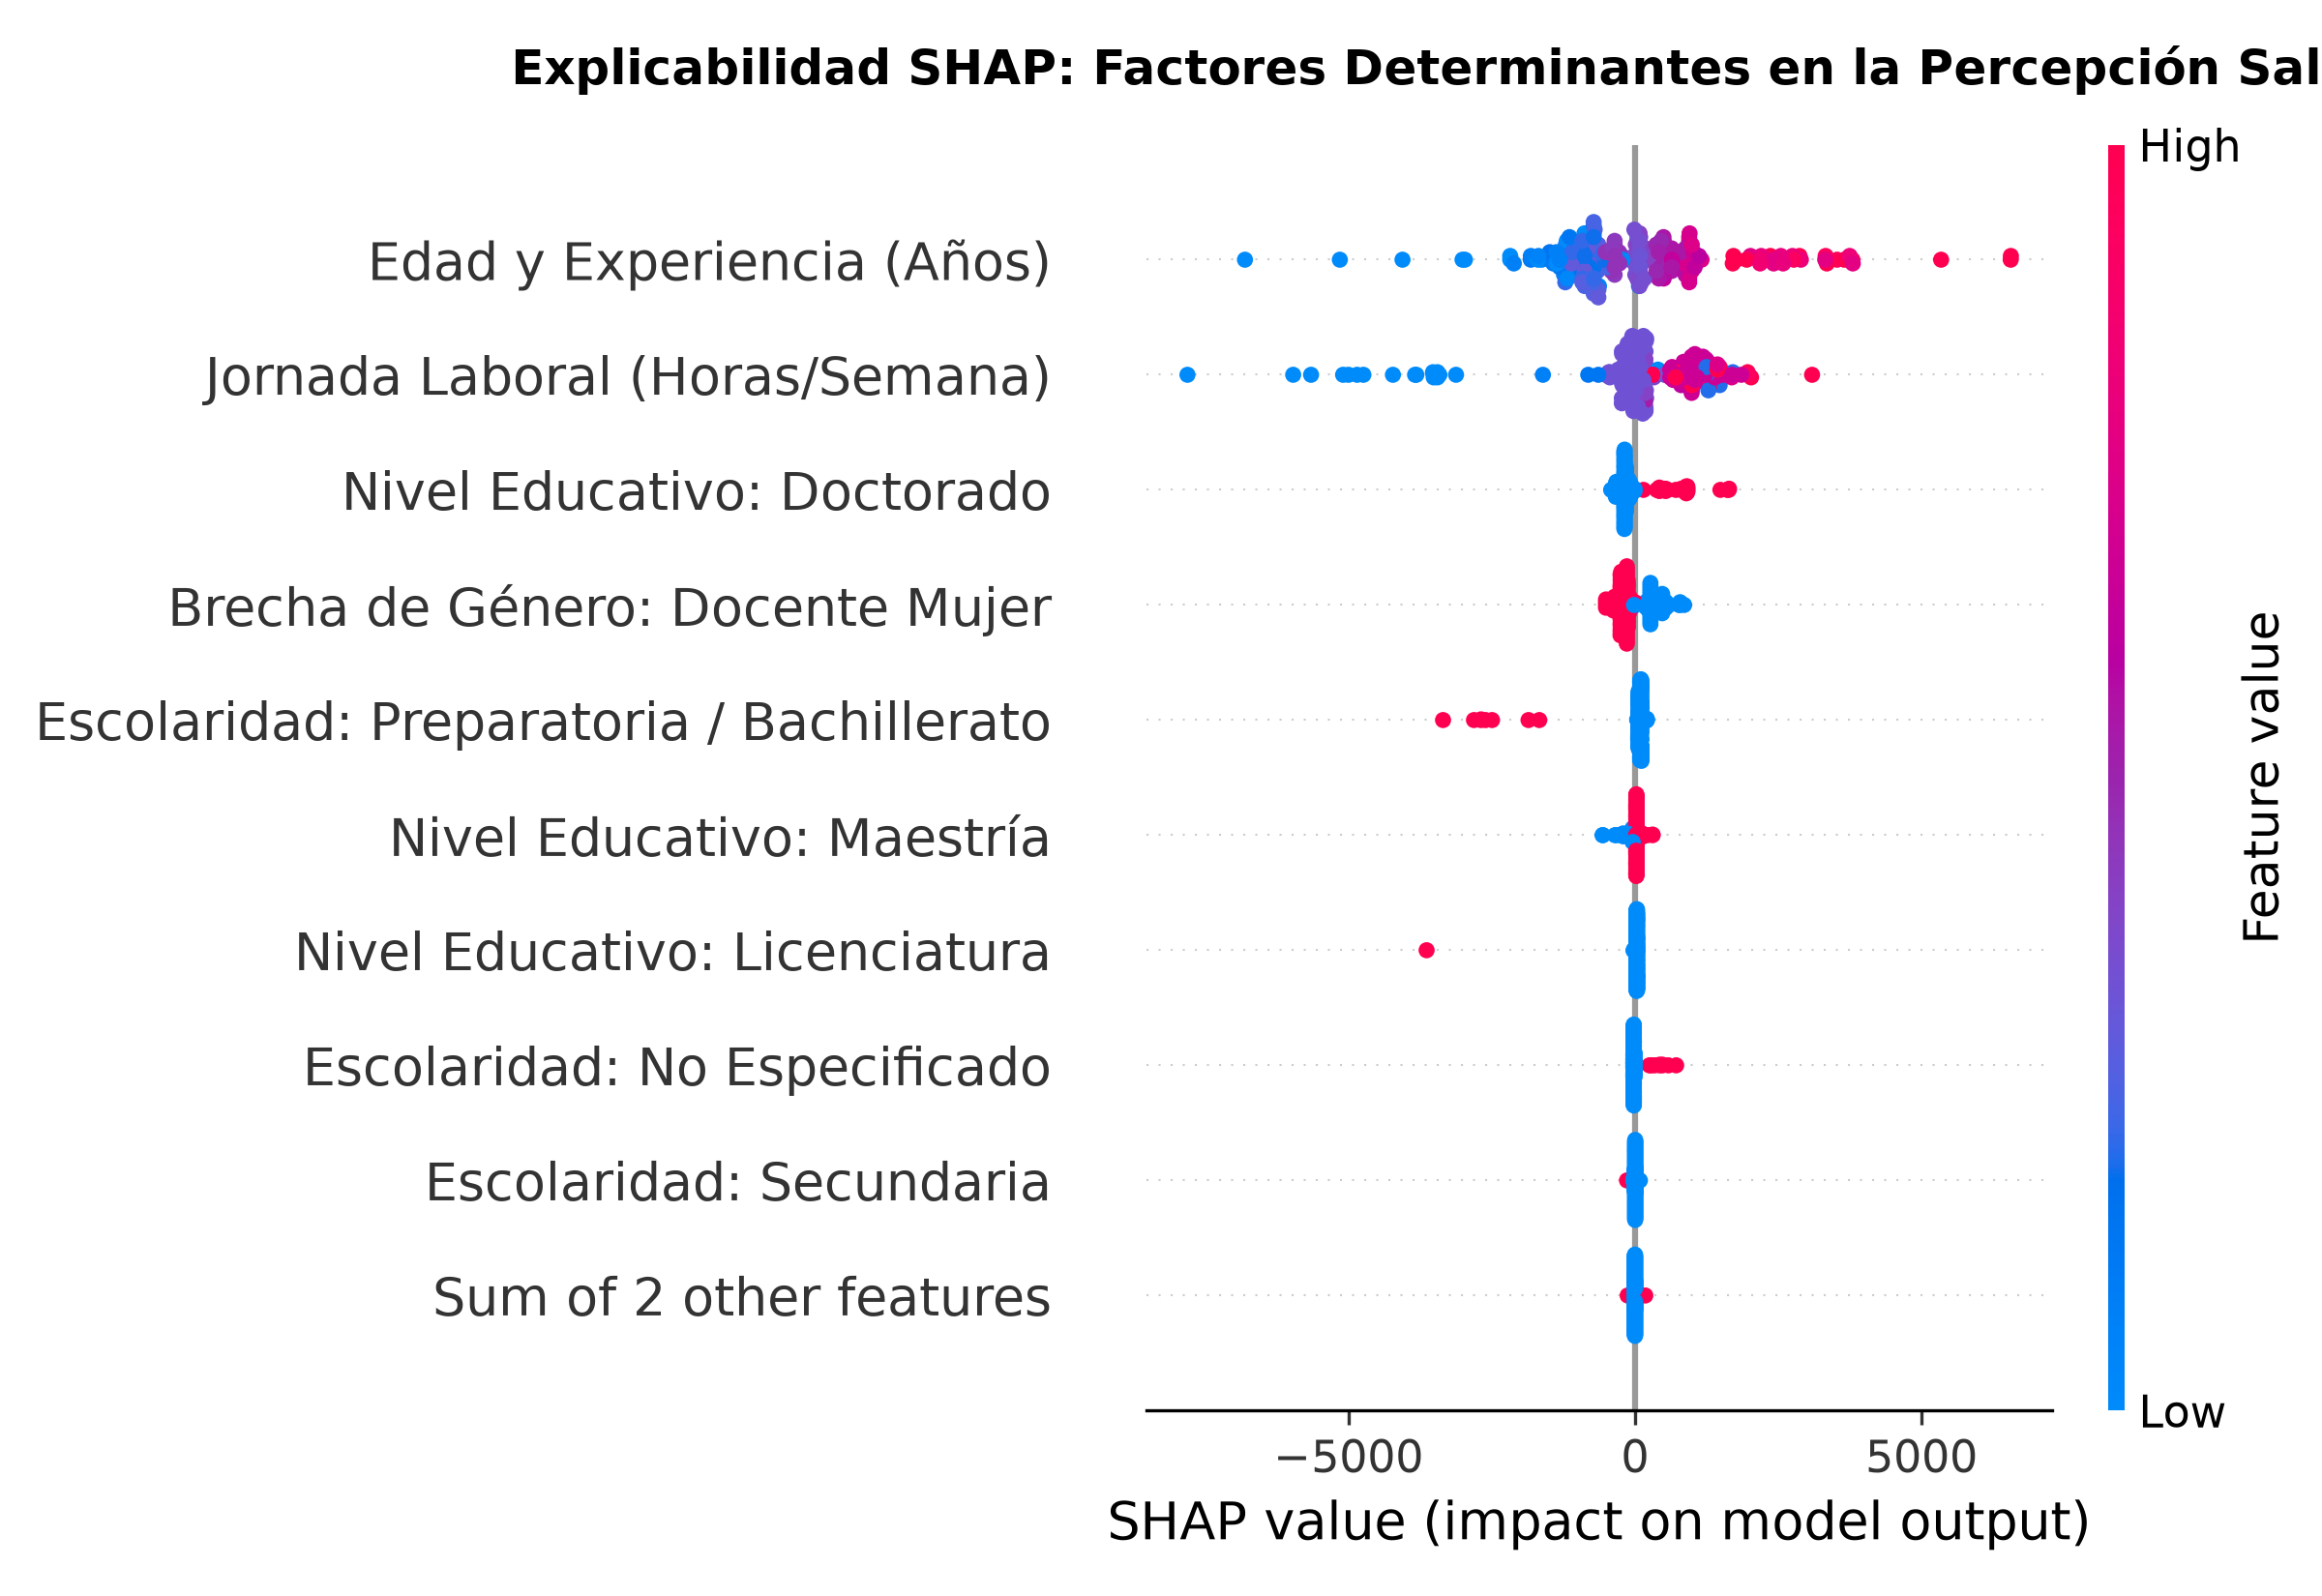 Explicabilidad SHAP: Factores Determinantes en la Percepción Sal
High
Edad y Experiencia (Años)
Jornada Laboral (Horas/Semana)
Nivel Educativo: Doctorado
Brecha de Género: Docente Mujer
Escolaridad: Preparatoria / Bachillerato
Nivel Educativo: Maestría
Nivel Educativo: Licenciatura
Escolaridad: No Especificado
Escolaridad: Secundaria
Sum of 2 other features
Feature value
Low
−5000 0 5000
SHAP value (impact on model output)